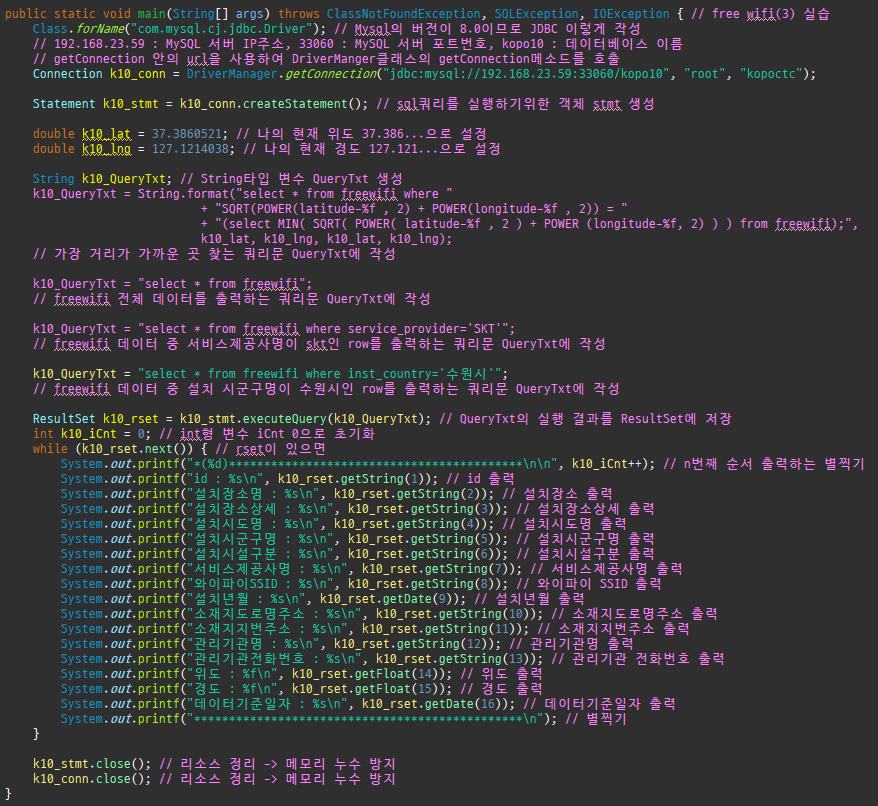 public static void main(String[] args) throws ClassNotFoundException, SQLException, IOException { // free wifi(3) 실습
Class.forName("com.mysql.cj.jdbc.Driver"); // Mysql의 버전이 8.0이므로 JDBC 이렇게 작성
// 192.168.23.59 : MySQL 서버 IP주소, 33060 : MySQL 서버 포트번호, kopo10 : 데이터베이스 이름
// getConnection 안의 url을 사용하여 DriverManger클래스의 getConnection메소드를 호출
Connection k10_conn = DriverManager.getConnection("jdbc:mysql://192.168.23.59:33060/kopo10", "root", "kopoctc");
Statement k10_stmt = k10_conn.createStatement(); // sql쿼리를 실행하기위한 객체 stmt 생성
double k10_lat = 37.3860521; // 나의 현재 위도 37.386...으로 설정
double k10_lng = 127.1214038; // 나의 현재 경도 127.121...으로 설정
String k10_QueryTxt; // String타입 변수 QueryTxt 생성
k10_QueryTxt = String.format("select * from freewifi where "
+ "SQRT(POWER(latitude-%f , 2) + POWER(longitude-%f , 2)) = "
+ "(select MIN( SQRT( POWER( latitude-%f , 2 ) + POWER (longitude-%f, 2) ) ) from freewifi);",
k10_lat, k10_lng, k10_lat, k10_lng);
// 가장 거리가 가까운 곳 찾는 쿼리문 QueryTxt에 작성
k10_QueryTxt = "select * from freewifi";
// freewifi 전체 데이터를 출력하는 쿼리문 QueryTxt에 작성
k10_QueryTxt = "select * from freewifi where service_provider='SKT'";
// freewifi 데이터 중 서비스제공사명이 skt인 row를 출력하는 쿼리문 QueryTxt에 작성
k10_QueryTxt = "select * from freewifi where inst_country='수원시'";
// freewifi 데이터 중 설치 시군구명이 수원시인 row를 출력하는 쿼리문 QueryTxt에 작성
ResultSet k10_rset = k10_stmt.executeQuery(k10_QueryTxt); // QueryTxt의 실행 결과를 ResultSet에 저장
int k10_iCnt = 0; // int형 변수 iCnt 0으로 초기화
while (k10_rset.next()) { // rset이 있으면
System.out.printf("*(%d)******************************************\n\n", k10_iCnt++); // n번째 순서 출력하는 별찍기
System.out.printf("id : %s\n", k10_rset.getString(1)); // id 출력
System.out.printf("설치장소명 : %s\n", k10_rset.getString(2)); // 설치장소 출력
System.out.printf("설치장소상세 : %s\n", k10_rset.getString(3)); // 설치장소상세 출력
System.out.printf("설치시도명 : %s\n", k10_rset.getString(4)); // 설치시도명 출력
System.out.printf("설치시군구명 : %s\n", k10_rset.getString(5)); // 설치시군구명 출력
System.out.printf("설치시설구분 : %s\n", k10_rset.getString(6)); // 설치시설구분 출력
System.out.printf("서비스제공사명 : %s\n", k10_rset.getString(7)); // 서비스제공사명 출력
System.out.printf("와이파이SSID : %s\n", k10_rset.getString(8)); // 와이파이 SSID 출력
System.out.printf("설치년월 : %s\n", k10_rset.getDate(9)); // 설치년월 출력
System.out.printf("소재지도로명주소 : %s\n", k10_rset.getString(10)); // 소재지도로명주소 출력
System.out.printf("소재지지번주소 : %s\n", k10_rset.getString(11)); // 소재지지번주소 출력
System.out.printf("관리기관명 : %s\n", k10_rset.getString(12)); // 관리기관명 출력
System.out.printf("관리기관전화번호 : %s\n", k10_rset.getString(13)); // 관리기관 전화번호 출력
System.out.printf("위도 : %f\n", k10_rset.getFloat(14)); // 위도 출력
System.out.printf("경도 : %f\n", k10_rset.getFloat(15)); // 경도 출력
System.out.printf("데이터기준일자 : %s\n", k10_rset.getDate(16)); // 데이터기준일자 출력
System.out.printf("***********************************************\n"); // 별찍기
}
k10_stmt.close(); // 리소스 정리 -> 메모리 누수 방지
k10_conn.close(); // 리소스 정리 -> 메모리 누수 방지
}